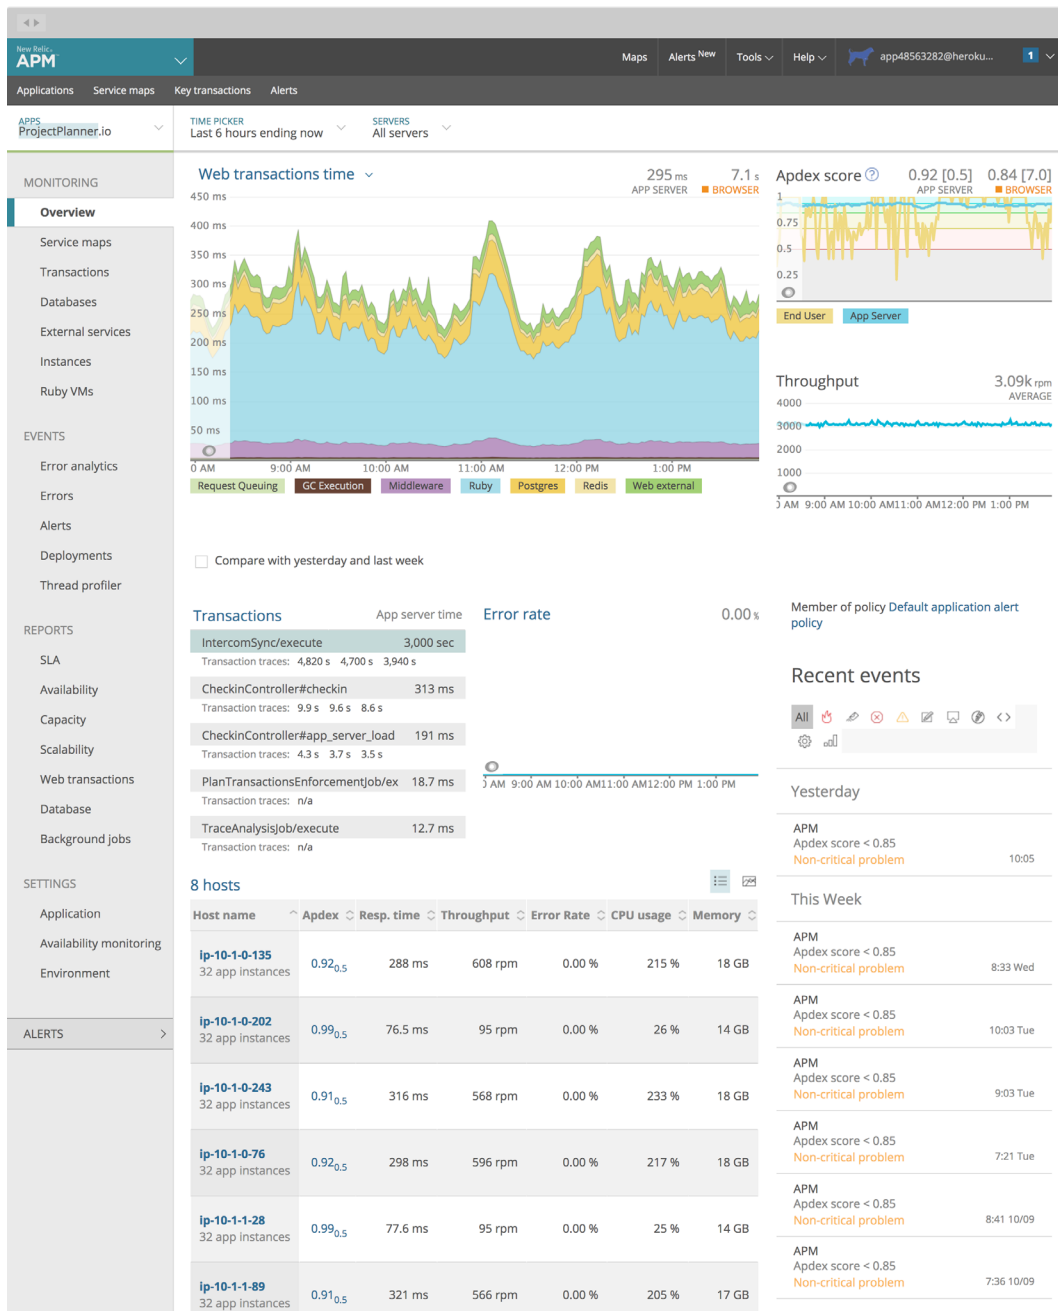 New Relic.
APM
Maps
Alerts New
Tools
Help
app48563282@heroku...
1
Applications
Service maps
Key transactions
Alerts
APPS
ProjectPlanner.io
TIME PICKER
Last 6 hours ending now
SERVERS
All servers
MONITORING
Overview
Service maps
Transactions
Databases
External services
Instances
Ruby VMs
EVENTS
Error analytics
Errors
Alerts
Deployments
Thread profiler
REPORTS
SLA
Availability
Capacity
Scalability
Web transactions
Database
Background jobs
SETTINGS
Application
Availability monitoring
Environment
ALERTS
Web transactions time
295 ms
APP SERVER
7.1 s
BROWSER
450 ms
400 ms
350 ms
300 ms
250 ms
200 ms
150 ms
100 ms
50 ms
0 AM 9:00 AM 10:00 AM 11:00 AM 12:00 PM 1:00 PM
Request Queuing
GC Execution
Middleware
Ruby
Postgres
Redis
Web external
Apdex score ?
0.92 [0.5]
APP SERVER
0.84 [7.0]
BROWSER
1
0.75
0.5
0.25
End User
App Server
Throughput
3.09k rpm
AVERAGE
4000
3000
2000
1000
0 AM 9:00 AM 10:00 AM 11:00 AM 12:00 PM 1:00 PM
Compare with yesterday and last week
Transactions
App server time
IntercomSync/execute 3,000 sec
Transaction traces: 4,820 s 4,700 s 3,940 s
CheckinController#checkin 313 ms
Transaction traces: 9.9 s 9.6 s 8.6 s
CheckinController#app_server_load 191 ms
Transaction traces: 4.3 s 3.7 s 3.5 s
PlanTransactionsEnforcementJob/ex 18.7 ms
Transaction traces: n/a
TraceAnalysisJob/execute 12.7 ms
Transaction traces: n/a
Error rate
0.00 %
0 AM 9:00 AM 10:00 AM 11:00 AM 12:00 PM 1:00 PM
Member of policy Default application alert
policy
Recent events
All
Yesterday
APM
Apdex score < 0.85
Non-critical problem 10:05
This Week
APM
Apdex score < 0.85
Non-critical problem 8:33 Wed
APM
Apdex score < 0.85
Non-critical problem 10:03 Tue
APM
Apdex score < 0.85
Non-critical problem 9:03 Tue
APM
Apdex score < 0.85
Non-critical problem 7:21 Tue
APM
Apdex score < 0.85
Non-critical problem 8:41 10/09
APM
Apdex score < 0.85
Non-critical problem 7:36 10/09
8 hosts
Host name Apdex Resp. time Throughput Error Rate CPU usage Memory
ip-10-1-0-135
32 app instances
0.92 0.5 288 ms 608 rpm 0.00 % 215 % 18 GB
ip-10-1-0-202
32 app instances
0.99 0.5 76.5 ms 95 rpm 0.00 % 26 % 14 GB
ip-10-1-0-243
32 app instances
0.91 0.5 316 ms 568 rpm 0.00 % 233 % 18 GB
ip-10-1-0-76
32 app instances
0.92 0.5 298 ms 596 rpm 0.00 % 217 % 18 GB
ip-10-1-1-28
32 app instances
0.99 0.5 77.6 ms 95 rpm 0.00 % 25 % 14 GB
ip-10-1-1-89
32 app instances
0.91 0.5 321 ms 566 rpm 0.00 % 205 % 17 GB